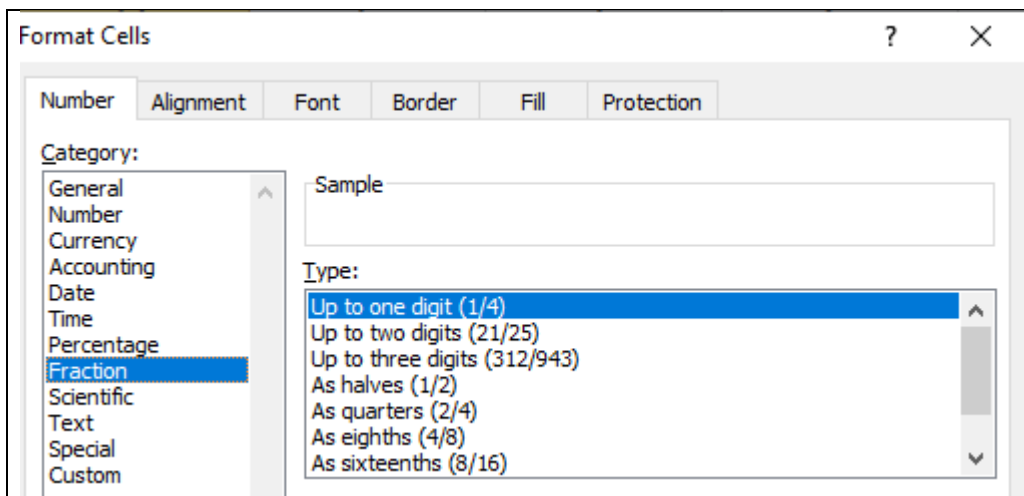 Format Cells ? ×
Number Alignment Font Border Fill Protection
Category:
General
Number
Currency
Accounting
Date
Time
Percentage
Fraction
Scientific
Text
Special
Custom
Sample
Type:
Up to one digit (1/4)
Up to two digits (21/25)
Up to three digits (312/943)
As halves (1/2)
As quarters (2/4)
As eighths (4/8)
As sixteenths (8/16)